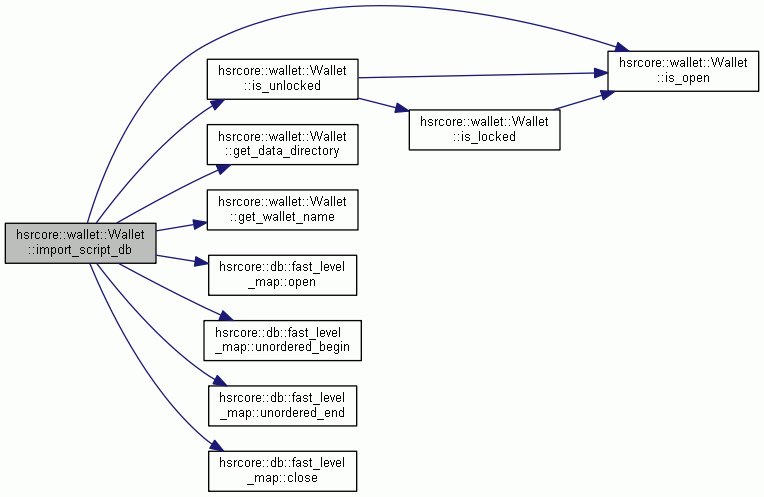 hsrcore::wallet::Wallet
::import_script_db
hsrcore::wallet::Wallet
::is_unlocked
hsrcore::wallet::Wallet
::get_data_directory
hsrcore::wallet::Wallet
::get_wallet_name
hsrcore::db::fast_level
_map::open
hsrcore::db::fast_level
_map::unordered_begin
hsrcore::db::fast_level
_map::unordered_end
hsrcore::db::fast_level
_map::close
hsrcore::wallet::Wallet
::is_locked
hsrcore::wallet::Wallet
::is_open